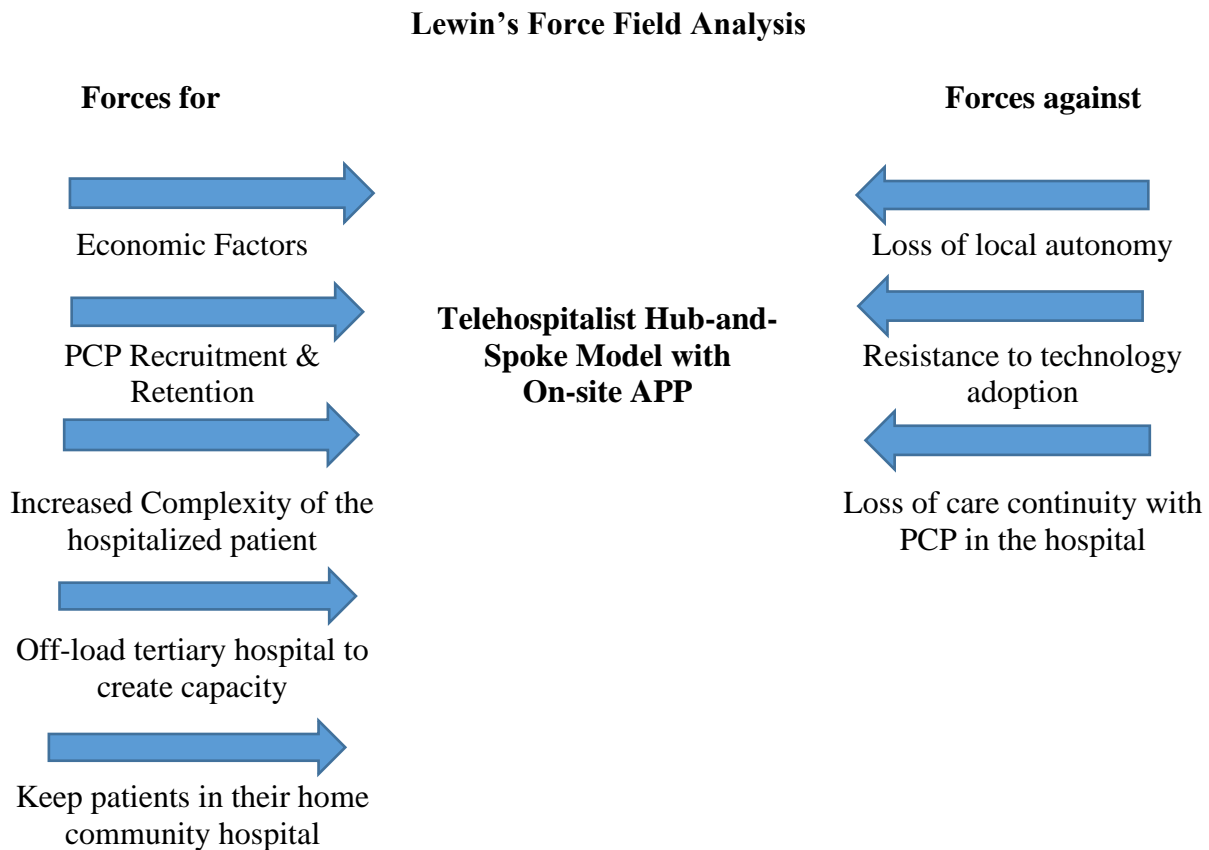 Lewin’s Force Field Analysis
Forces for
Forces against
Economic Factors
PCP Recruitment &
Retention
Increased Complexity of the
hospitalized patient
Off-load tertiary hospital to
create capacity
Keep patients in their home
community hospital
Telehospitalist Hub-and-
Spoke Model with
On-site APP
Loss of local autonomy
Resistance to technology
adoption
Loss of care continuity with
PCP in the hospital